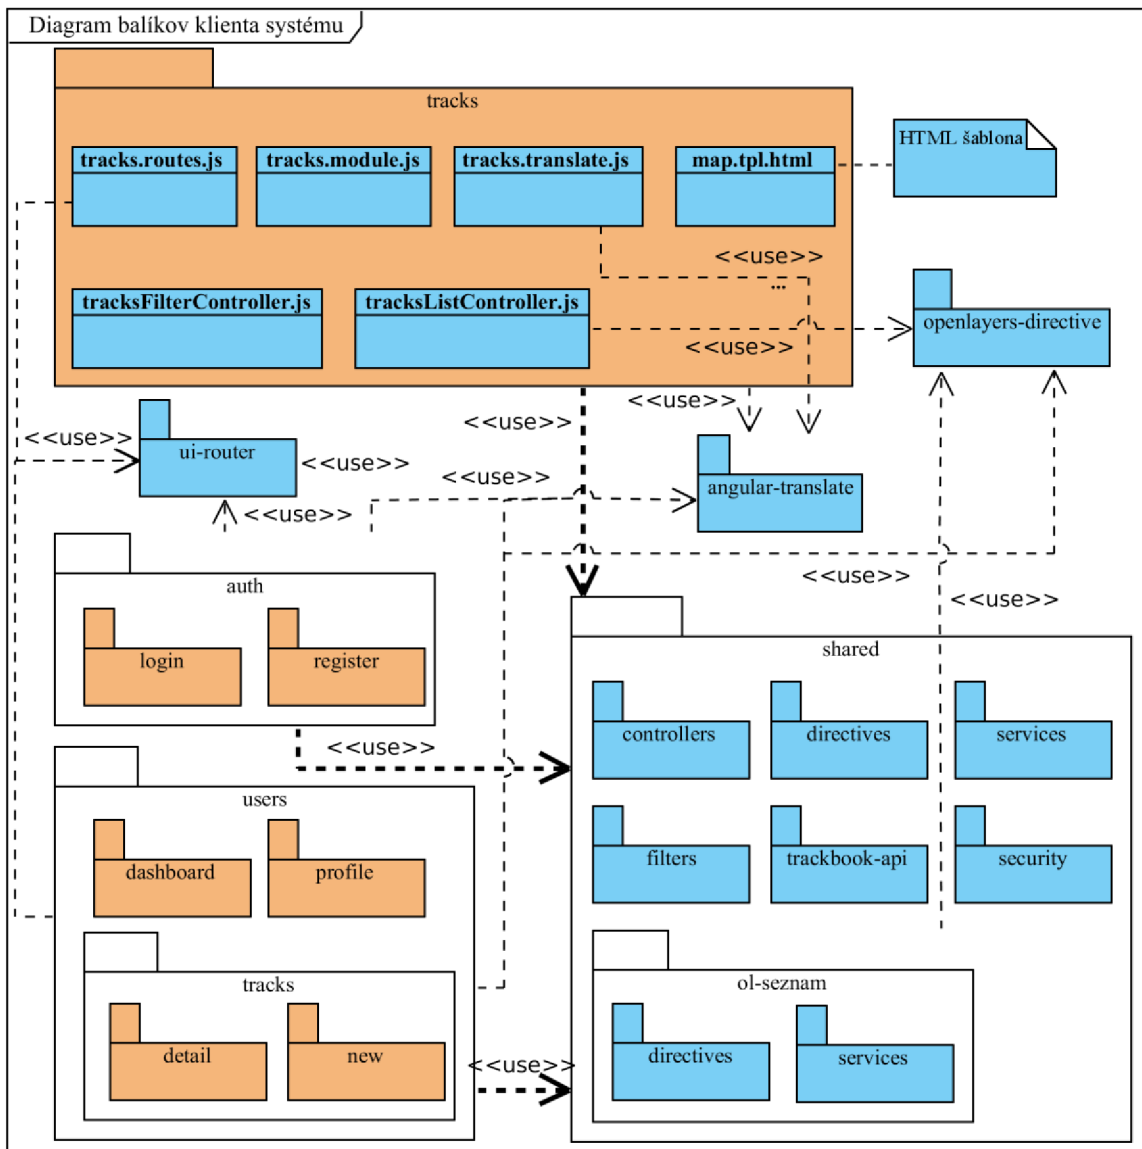 Diagram balíkov klienta systému
tracks
tracks.routes.js
tracks.module.js
tracks.translate.js
map.tpl.html
HTML šablona
<<use>>
...
tracksFilterController.js
tracksListController.js
openlayers-directive
<<use>>
<<use>>
<<use>>
<<use>>
ui-router
<<use>>
<<use>>
angular-translate
<<use>>
auth
<<use>>
<<use>>
login
register
shared
controllers
directives
services
<<use>>
users
dashboard
profile
filters
trackbook-api
security
tracks
ol-seznam
detail
new
directives
services
<<use>>